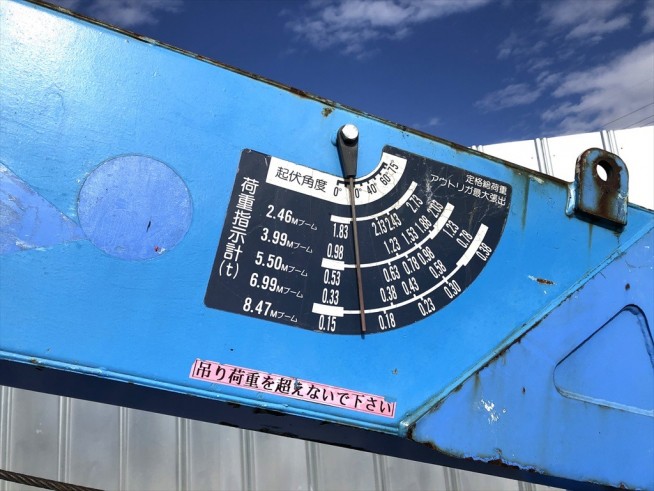 荷重指示計(t)
起伏角度 0° 20° 40° 60° 75°
定格総荷重
アウトリガ最大張出
2.46Mブーム 1.83 2.13 2.43 2.73
3.99Mブーム 0.98 1.23 1.53 1.88 2.03
5.50Mブーム 0.53 0.63 0.78 0.98 1.23
6.99Mブーム 0.33 0.38 0.43 0.58 0.78
8.47Mブーム 0.15 0.18 0.23 0.30 0.38
吊り荷重を超えないで下さい